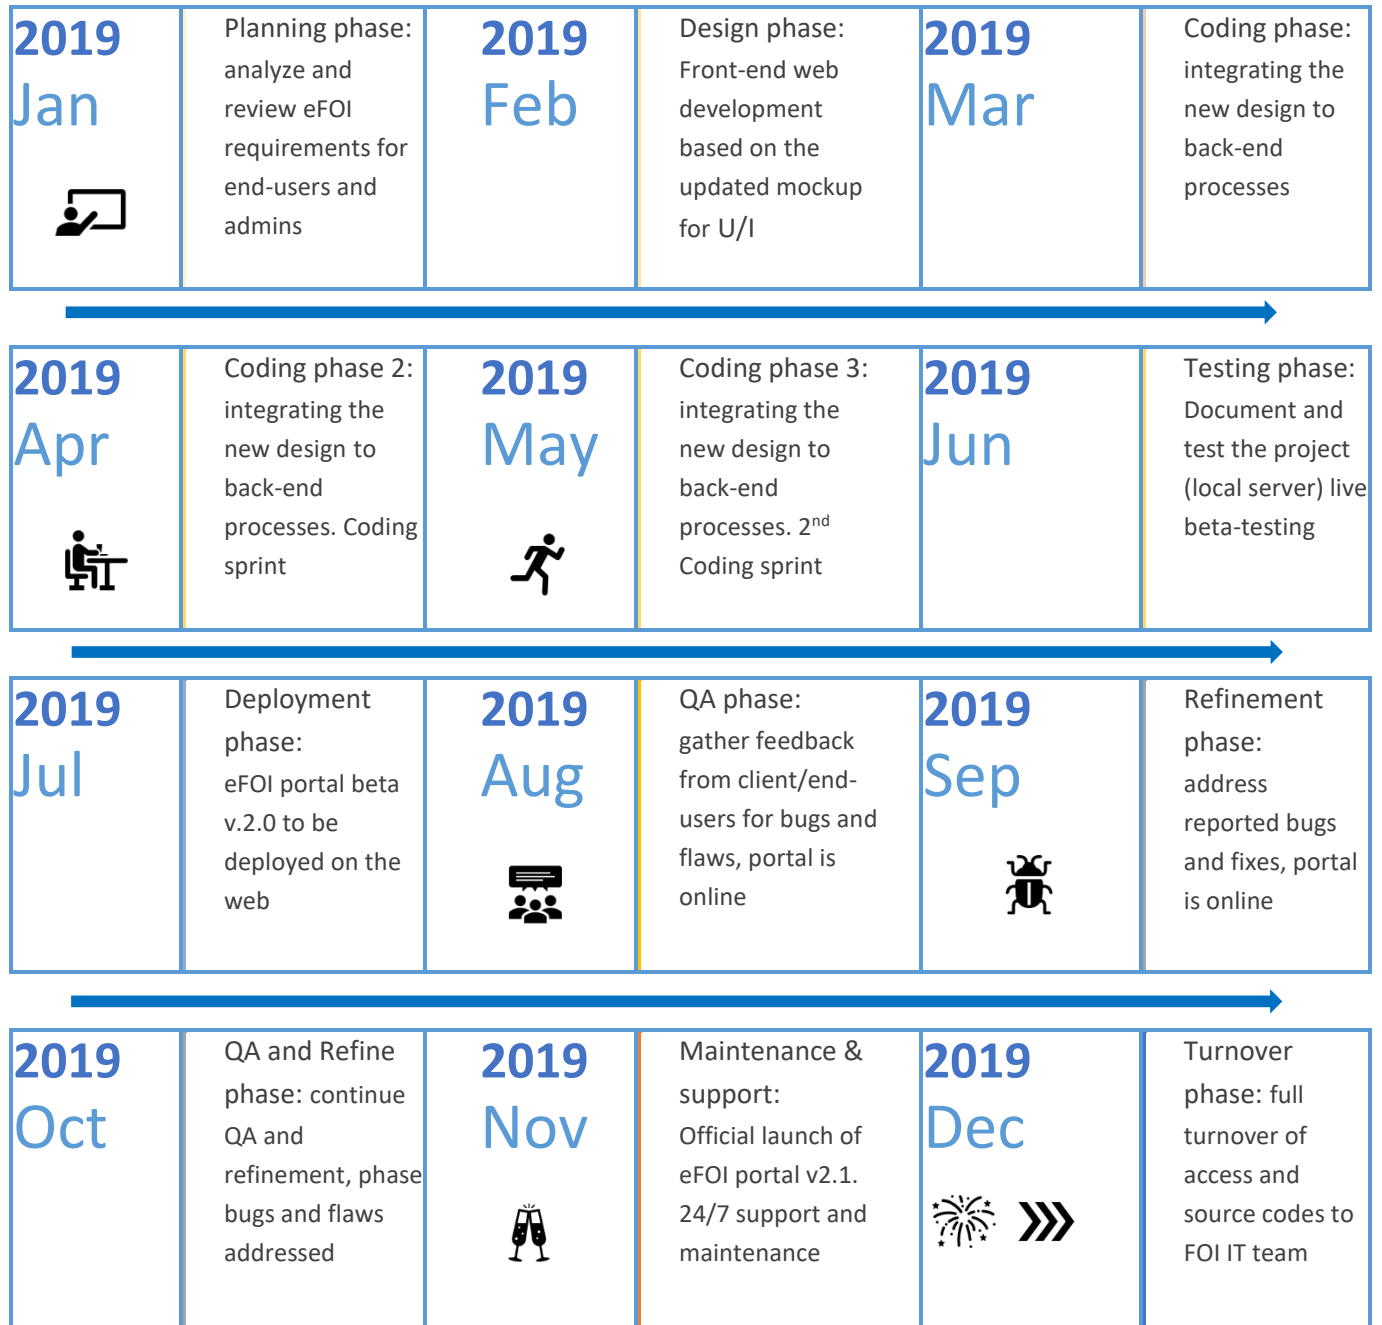 2019
Jan
Planning phase:
analyze and
review eFOI
requirements for
end-users and
admins
2019
Feb
Design phase:
Front-end web
development
based on the
updated mockup
for U/I
2019
Mar
Coding phase:
integrating the
new design to
back-end
processes
2019
Apr
Coding phase 2:
integrating the
new design to
back-end
processes. Coding
sprint
2019
May
Coding phase 3:
integrating the
new design to
back-end
processes. 2nd
Coding sprint
2019
Jun
Testing phase:
Document and
test the project
(local server) live
beta-testing
2019
Jul
Deployment
phase:
eFOI portal beta
v.2.0 to be
deployed on the
web
2019
Aug
QA phase:
gather feedback
from client/end-
users for bugs and
flaws, portal is
online
2019
Sep
Refinement
phase:
address
reported bugs
and fixes, portal
is online
2019
Oct
QA and Refine
phase: continue
QA and
refinement, phase
bugs and flaws
addressed
2019
Nov
Maintenance &
support:
Official launch of
eFOI portal v2.1.
24/7 support and
maintenance
2019
Dec
Turnover
phase: full
turnover of
access and
source codes to
FOI IT team